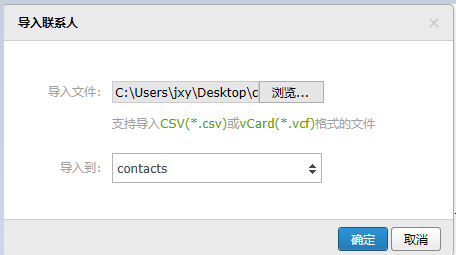 导入联系人
导入文件： C:\Users\jxy\Desktop\c 浏览...
支持导入CSV(*.csv)或vCard(*.vcf)格式的文件
导入到： contacts
确定 取消